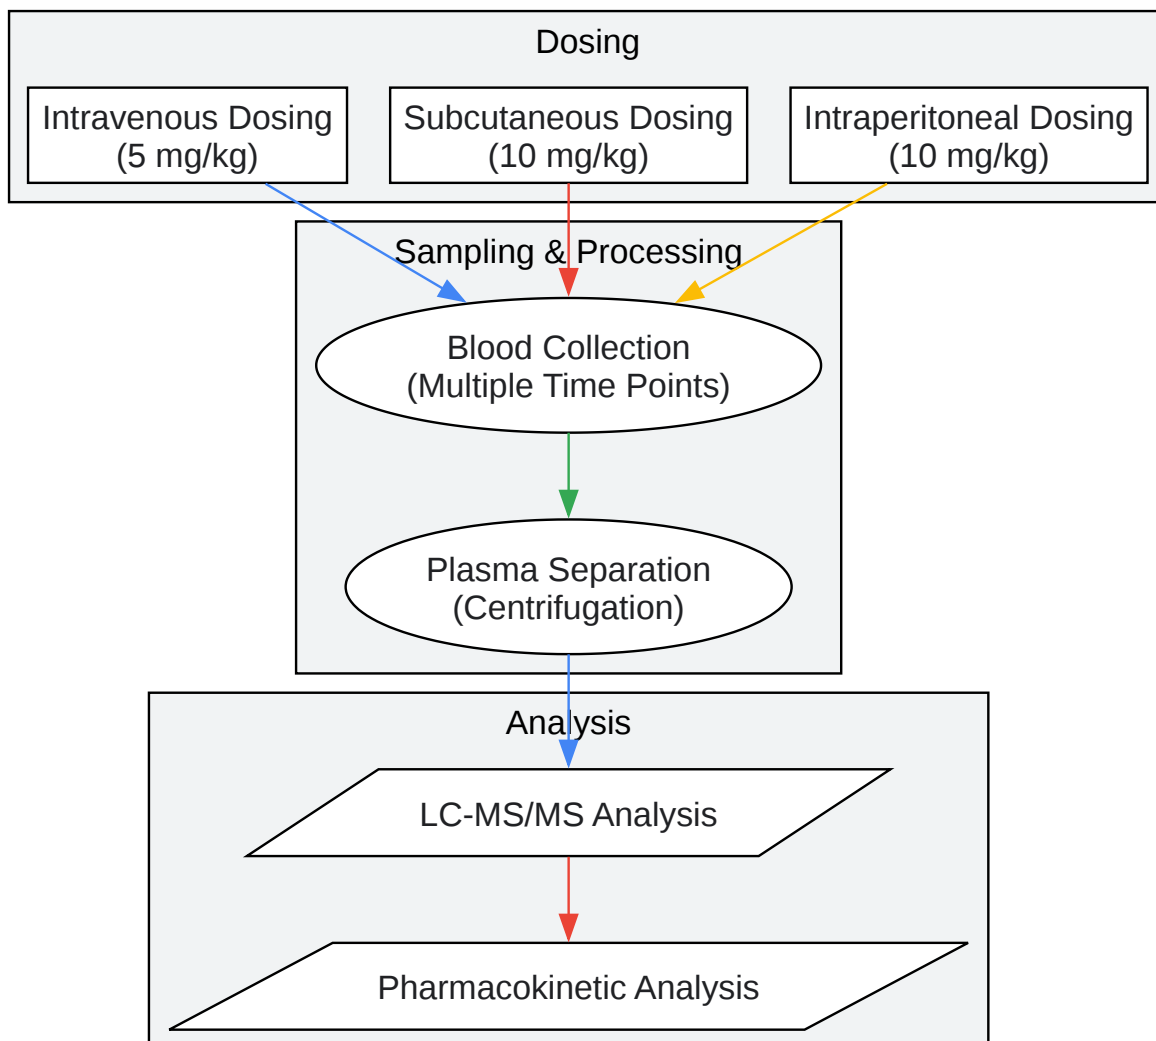 Dosing
Intravenous Dosing
(5 mg/kg)
Subcutaneous Dosing
(10 mg/kg)
Intraperitoneal Dosing
(10 mg/kg)
Sampling & Processing
Blood Collection
(Multiple Time Points)
Plasma Separation
(Centrifugation)
Analysis
LC-MS/MS Analysis
Pharmacokinetic Analysis